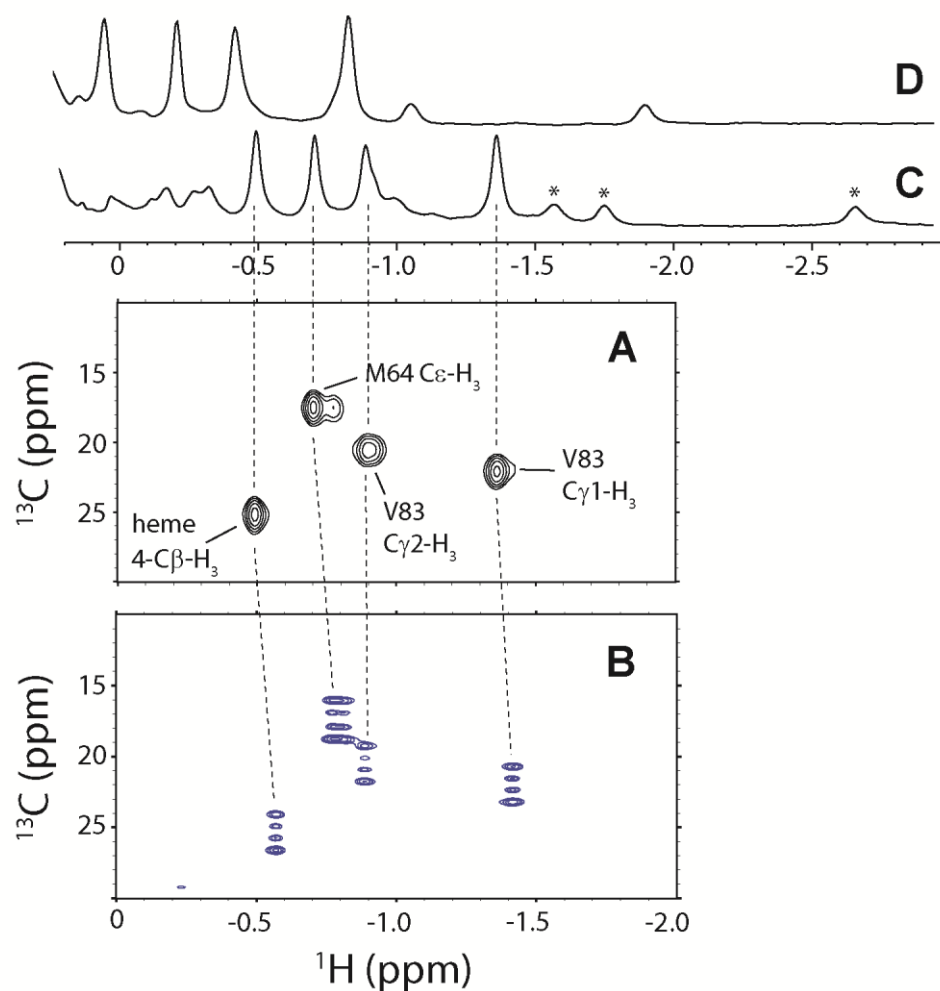 D
C
* * *
0 -0.5 -1.0 -1.5 -2.0 -2.5
A
15
20
25
¹³C (ppm)
M64 Cε-H₃
V83
Cγ1-H₃
V83
Cγ2-H₃
heme
4-Cβ-H₃
B
15
20
25
¹³C (ppm)
0 -0.5 -1.0 -1.5 -2.0
¹H (ppm)